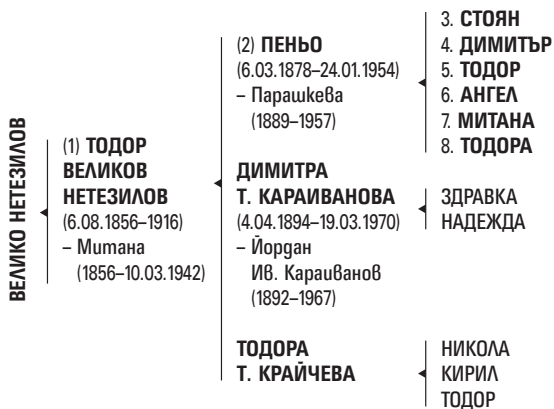 ВЕЛИКО НЕТЕЗИЛОВ
(1) ТОДОР
ВЕЛИКОВ
НЕТЕЗИЛОВ
(6.08.1856–1916)
– Митана
(1856–10.03.1942)
(2) ПЕНЬО
(6.03.1878–24.01.1954)
– Парашкева
(1889–1957)
3. СТОЯН
4. ДИМИТЪР
5. ТОДОР
6. АНГЕЛ
7. МИТАНА
8. ТОДОРА
ДИМИТРА
Т. КАРАИВАНОВА
(4.04.1894–19.03.1970)
– Йордан
Ив. Караиванов
(1892–1967)
ЗДРАВКА
НАДЕЖДА
ТОДОРА
Т. КРАЙЧЕВА
НИКОЛА
КИРИЛ
ТОДОР